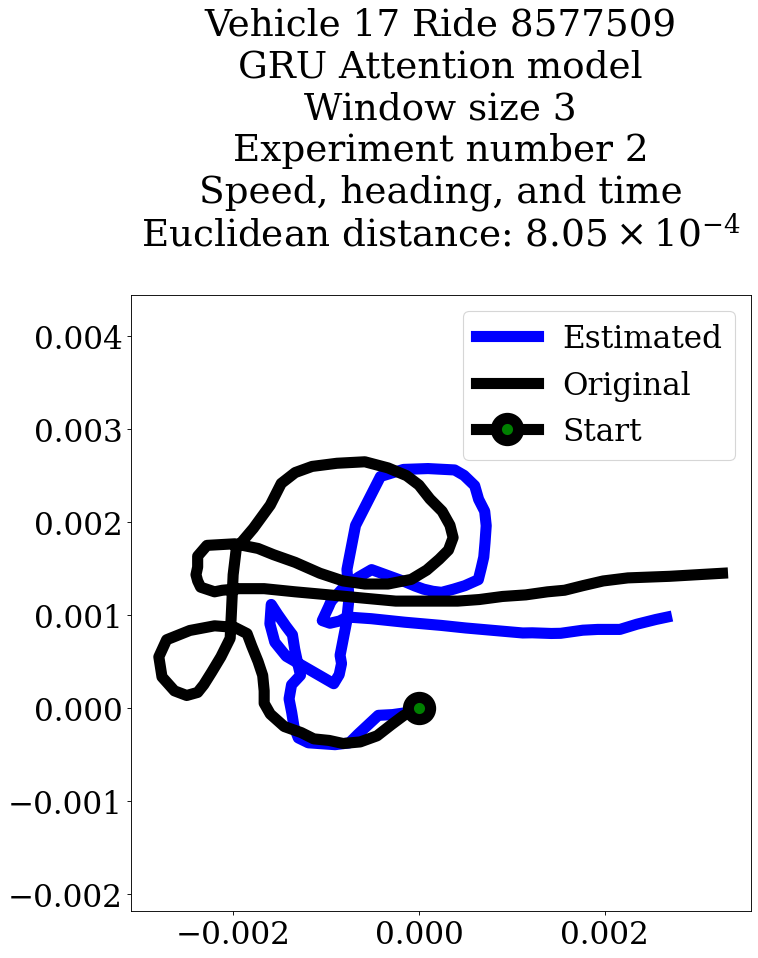 Vehicle 17 Ride 8577509
GRU Attention model
Window size 3
Experiment number 2
Speed, heading, and time
Euclidean distance: 8.05 × 10⁻⁴
Estimated
Original
Start
0.004
0.003
0.002
0.001
0.000
−0.001
−0.002
−0.002 0.000 0.002